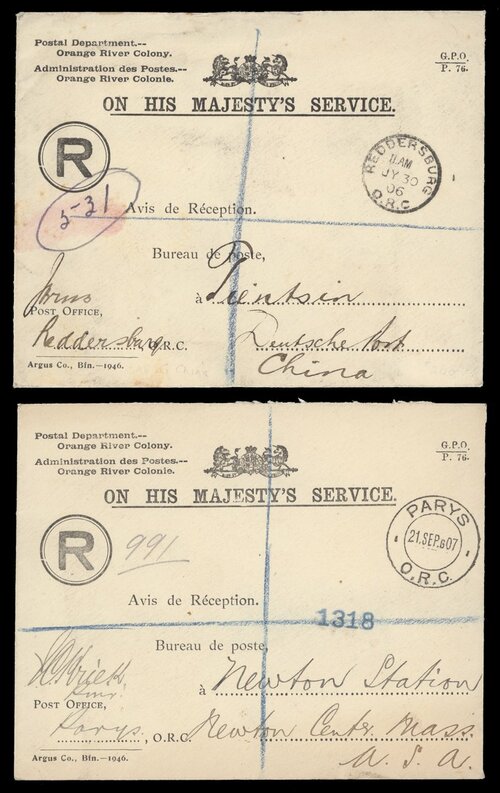 Postal Department.--
Orange River Colony.
Administration des Postes.--
Orange River Colonie.
G.P.O.
P. 76.
ON HIS MAJESTY'S SERVICE.
R
REDDERSBURG
11.AM
JY 30
06
O.R.C
3-31
Avis de Réception.
Bureau de poste,
à Tientsin
POST OFFICE,
Reddersburg O.R.C.
Deutsche Post
China
Argus Co., Bfn.—1946.
Postal Department.--
Orange River Colony.
Administration des Postes.--
Orange River Colonie.
G.P.O.
P. 76.
ON HIS MAJESTY'S SERVICE.
R
991
PARYS
21.SEP.07
O.R.C.
Avis de Réception.
1318
Bureau de poste,
à Newton Station
POST OFFICE,
Parys, O.R.C.
Newton Center Mass.
U. S. A.
Argus Co., Bfn.—1946.